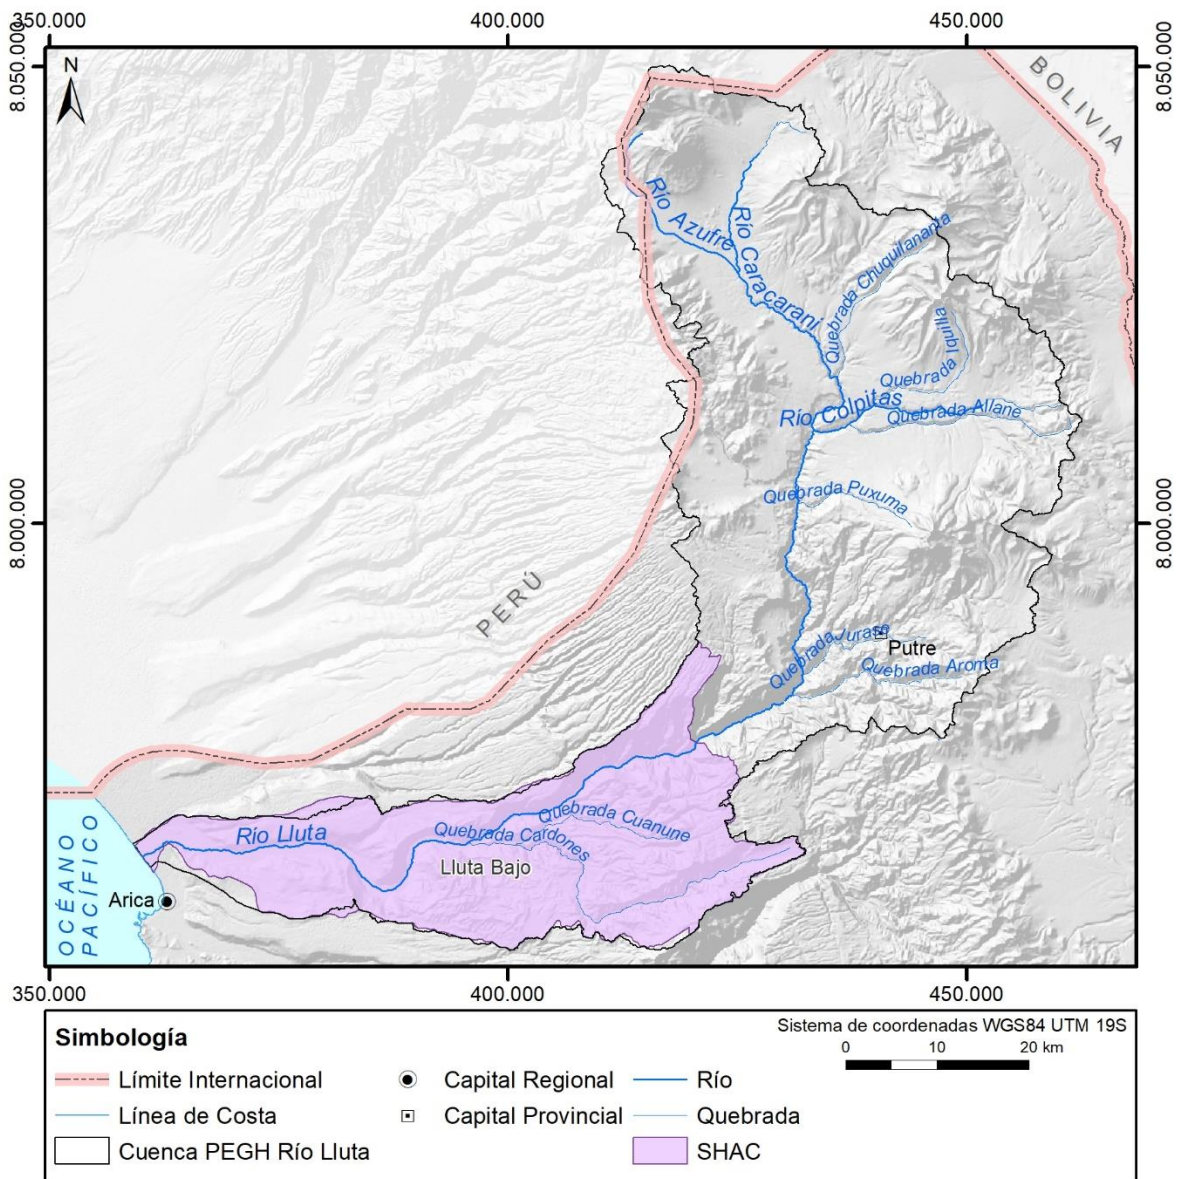 350.000
400.000
450.000
8.050.000
8.050.000
N
BOLIVIA
Río Azufre
Río Caracarani
Quebrada Chuquilananta
Quebrada Iquilla
Río Colpitas
Quebrada Allane
Quebrada Puxuma
8.000.000
8.000.000
PERÚ
Quebrada Jurase
Putre
Quebrada Aroma
OCÉANO
PACÍFICO
Río Lluta
Quebrada Cuanune
Quebrada Cardones
Lluta Bajo
Arica
350.000
400.000
450.000
Simbología
Sistema de coordenadas WGS84 UTM 19S
0 10 20 km
Límite Internacional
Capital Regional
Río
Línea de Costa
Capital Provincial
Quebrada
Cuenca PEGH Río Lluta
SHAC